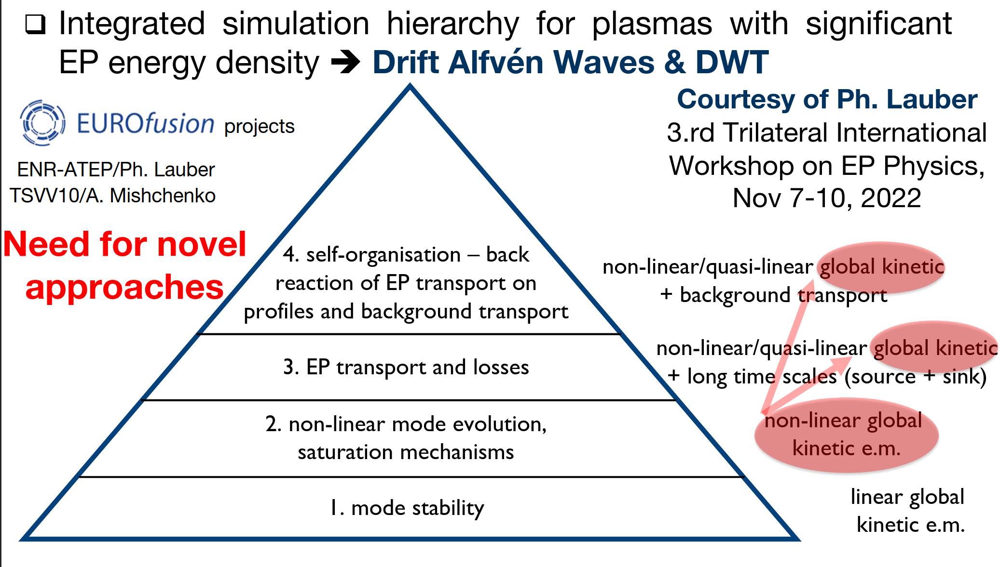 Integrated simulation hierarchy for plasmas with significant
EP energy density ➔ Drift Alfvén Waves & DWT
EUROfusion projects
ENR-ATEP/Ph. Lauber
TSVV10/A. Mishchenko
Need for novel
approaches
Courtesy of Ph. Lauber
3.rd Trilateral International
Workshop on EP Physics,
Nov 7-10, 2022
4. self-organisation – back
reaction of EP transport on
profiles and background transport
non-linear/quasi-linear global kinetic
+ background transport
3. EP transport and losses
non-linear/quasi-linear global kinetic
+ long time scales (source + sink)
2. non-linear mode evolution,
saturation mechanisms
non-linear global
kinetic e.m.
1. mode stability
linear global
kinetic e.m.